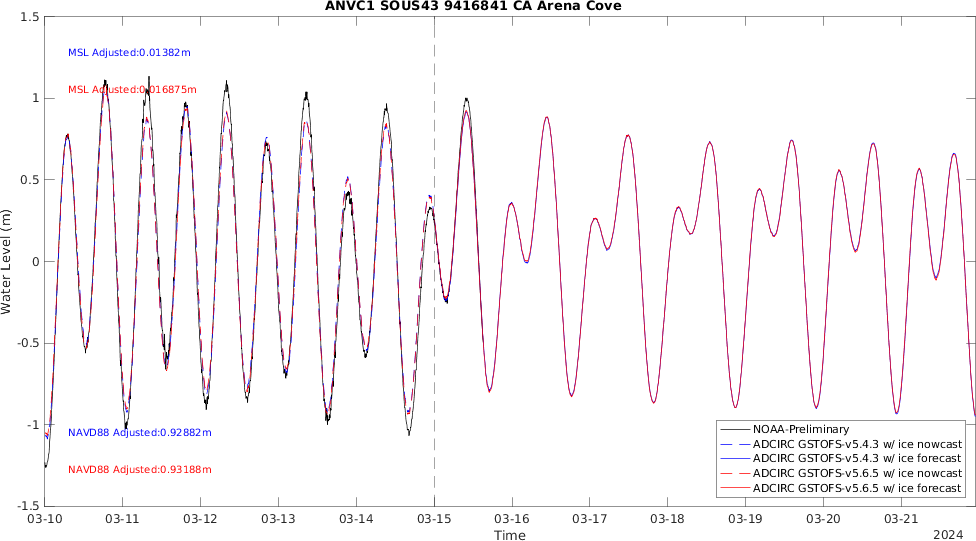 ANVC1 SOUS43 9416841 CA Arena Cove
1.5
1
0.5
0
-0.5
-1
-1.5
Water Level (m)
MSL Adjusted:0.01382m
MSL Adjusted:0.016875m
NAVD88 Adjusted:0.92882m
NAVD88 Adjusted:0.93188m
NOAA-Preliminary
ADCIRC GSTOFS-v5.4.3 w/ ice nowcast
ADCIRC GSTOFS-v5.4.3 w/ ice forecast
ADCIRC GSTOFS-v5.6.5 w/ ice nowcast
ADCIRC GSTOFS-v5.6.5 w/ ice forecast
03-10 03-11 03-12 03-13 03-14 03-15 03-16 03-17 03-18 03-19 03-20 03-21
Time
2024